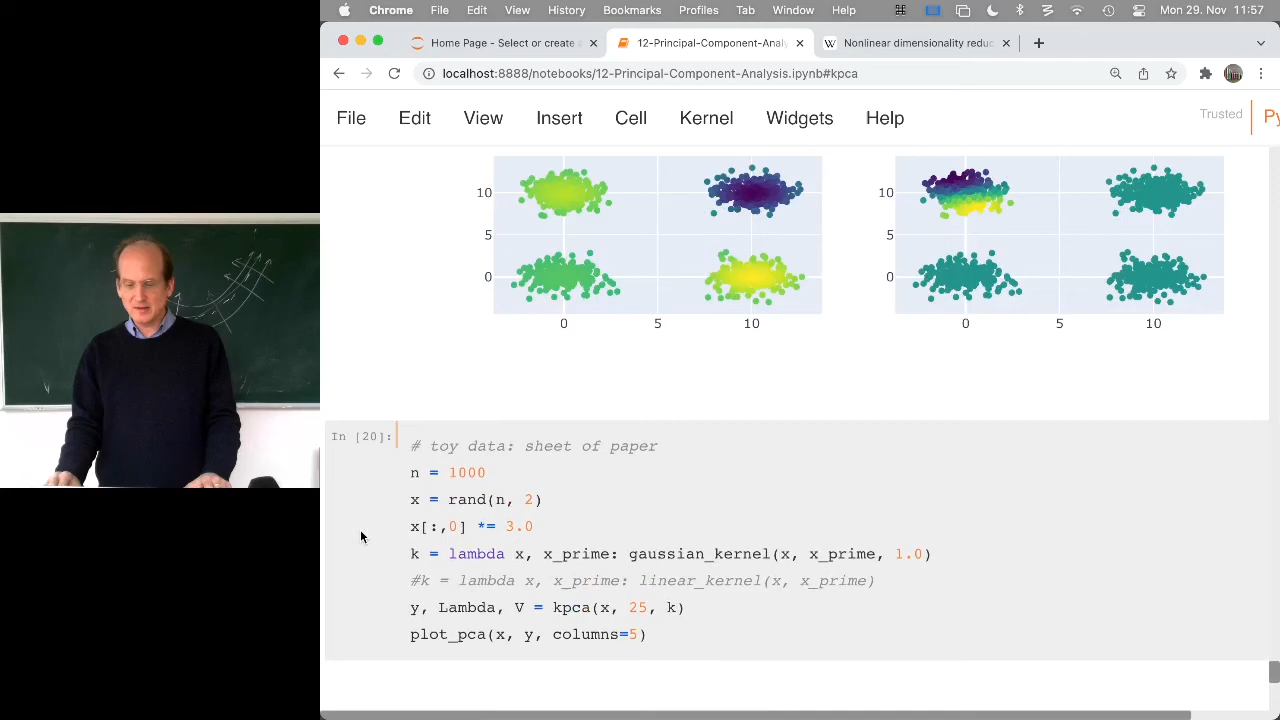 Chrome File Edit View History Bookmarks Profiles Tab Window Help Mon 29. Nov 11:57
Home Page - Select or create a 12-Principal-Component-Analy Nonlinear dimensionality reduc
localhost:8888/notebooks/12-Principal-Component-Analysis.ipynb#kpca
File Edit View Insert Cell Kernel Widgets Help Trusted Py
10 10
5 5
0 0
0 5 10 0 5 10
In [20]:
# toy data: sheet of paper
n = 1000
x = rand(n, 2)
x[:,0] *= 3.0
k = lambda x, x_prime: gaussian_kernel(x, x_prime, 1.0)
#k = lambda x, x_prime: linear_kernel(x, x_prime)
y, Lambda, V = kpca(x, 25, k)
plot_pca(x, y, columns=5)